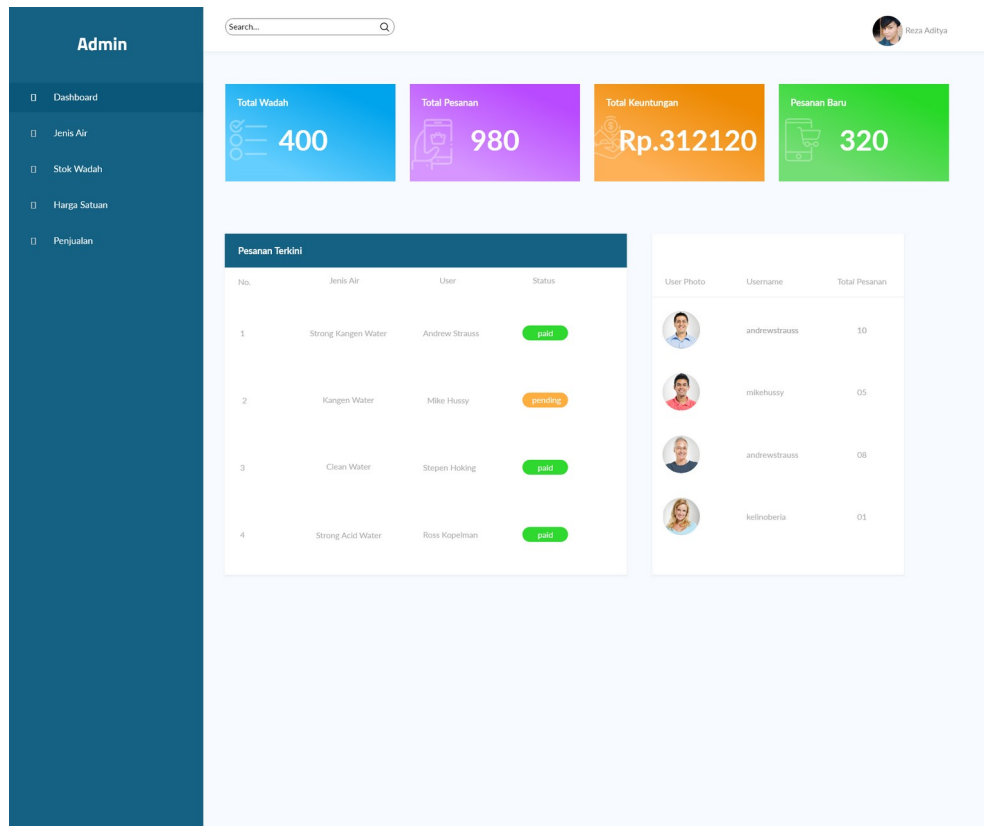 Admin
Dashboard
Jenis Air
Stok Wadah
Harga Satuan
Penjualan
Search...
Reza Aditya
Total Wadah
400
Total Pesanan
980
Total Keuntungan
Rp.312120
Pesanan Baru
320
Pesanan Terkini
No. Jenis Air User Status
1 Strong Kangen Water Andrew Strauss paid
2 Kangen Water Mike Hussy pending
3 Clean Water Stepen Hoking paid
4 Strong Acid Water Ross Kopelman paid
User Photo Username Total Pesanan
andrewstrauss 10
mikehussy 05
andrewstrauss 08
kelinoberia 01